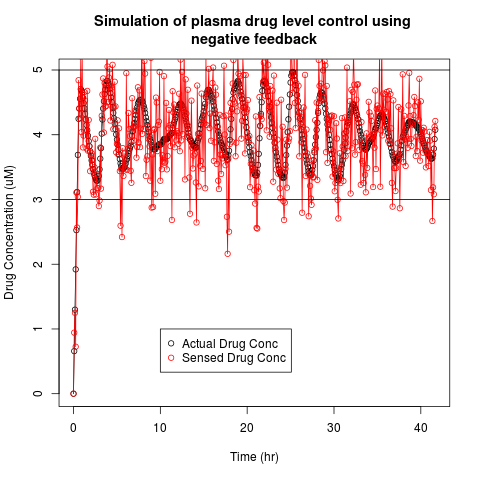 Simulation of plasma drug level control using
negative feedback
Drug Concentration (uM)
5
4
3
2
1
0
Actual Drug Conc
Sensed Drug Conc
0 10 20 30 40
Time (hr)